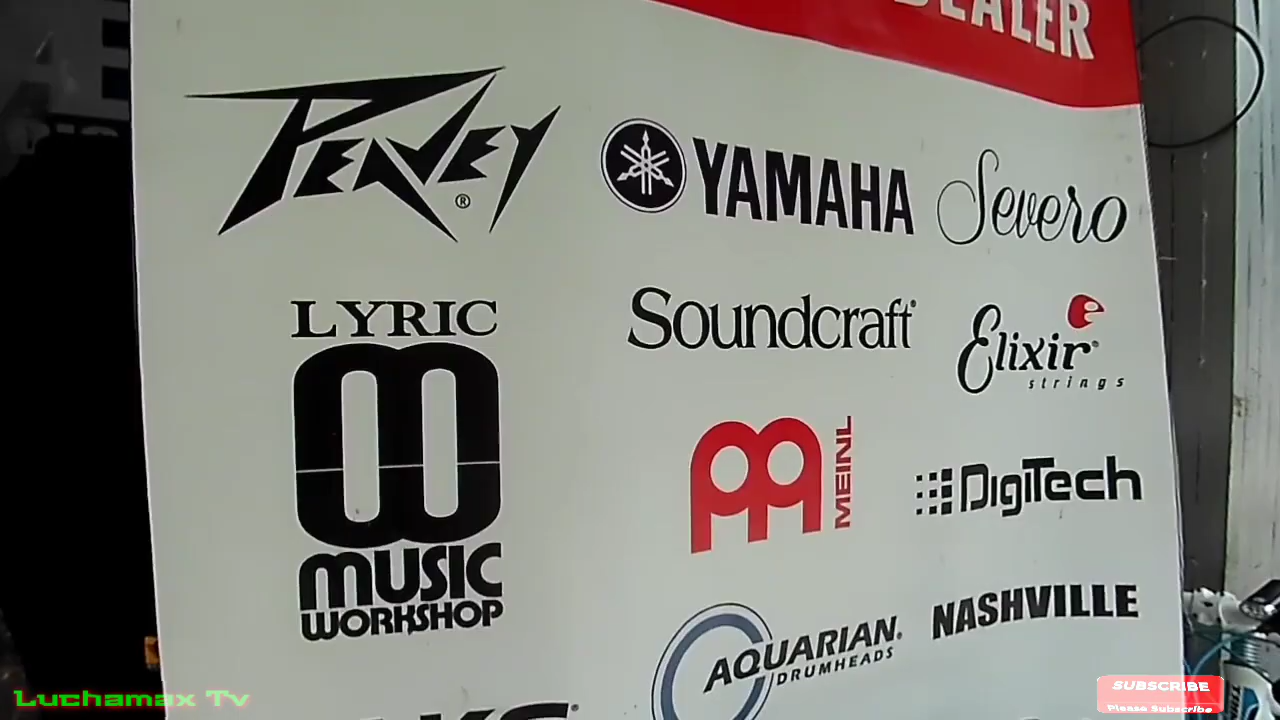 DEALER
PEAVEY®
YAMAHA
Severo
LYRIC
MUSIC
WORKSHOP
Soundcraft®
Elixir®
strings
MEINL
DigiTech
AQUARIAN®
DRUMHEADS
NASHVILLE
Luchamax Tv
SUBSCRIBE
Please Subscribe